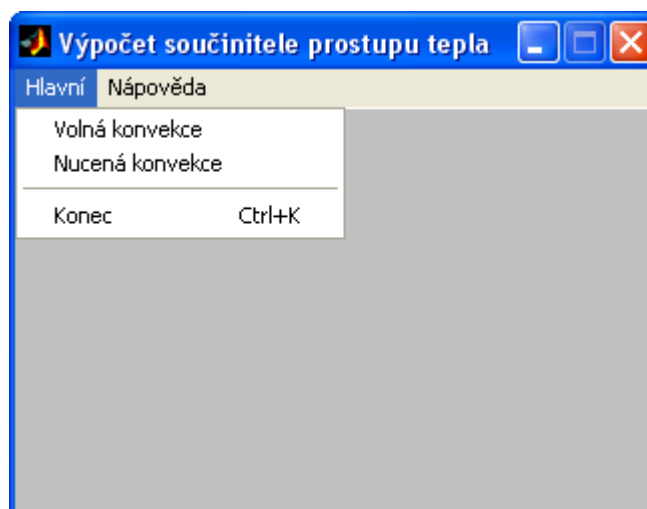 Výpočet součinitele prostupu tepla
Hlavní Nápověda
Volná konvekce
Nucená konvekce
Konec Ctrl+K